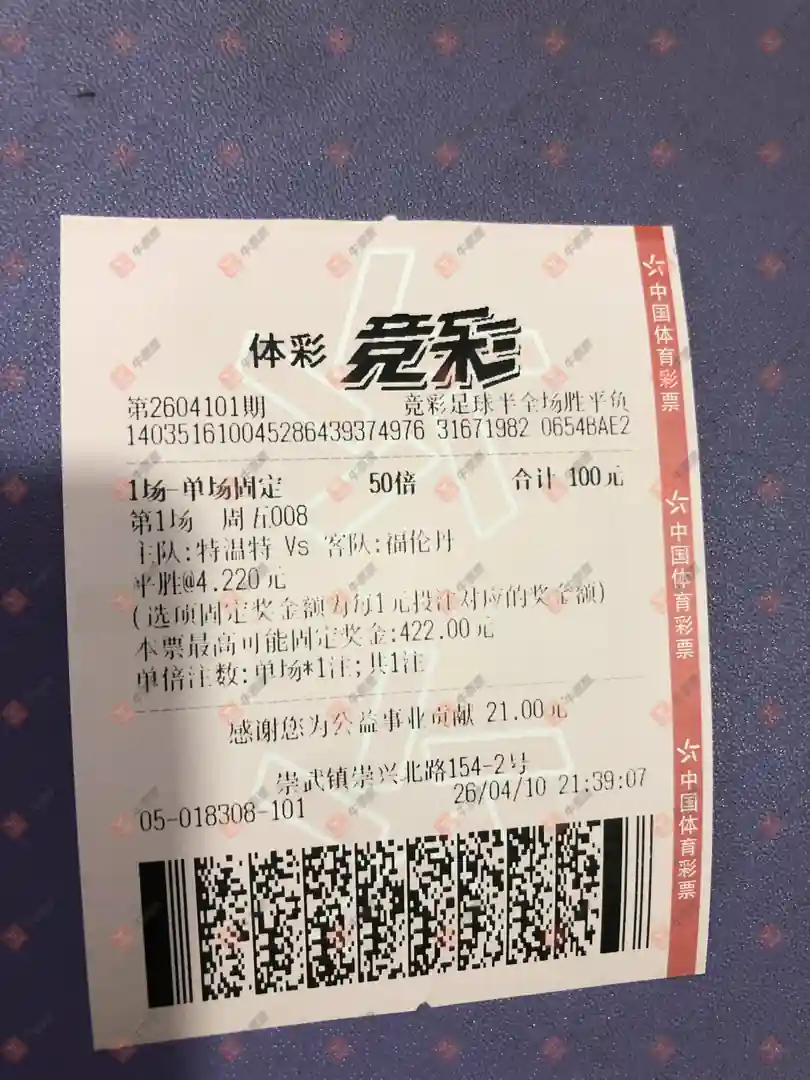 体彩 竞彩
第2604101期 竞彩足球半全场胜平负
140351610045286439374976 31671982 0654BAE2
1场-单场固定 50倍 合计 100元
第1场 周五008
主队:特温特 Vs 客队:福伦丹
平胜@4.220元
(选项固定奖金额为每1元投注对应的奖金额)
本票最高可能固定奖金:422.00元
单倍注数:单场*1注;共1注
感谢您为公益事业贡献 21.00元
崇武镇崇兴北路154-2号
05-018308-101 26/04/10 21:39:07
中国体育彩票
中国体育彩票
中国体育彩票